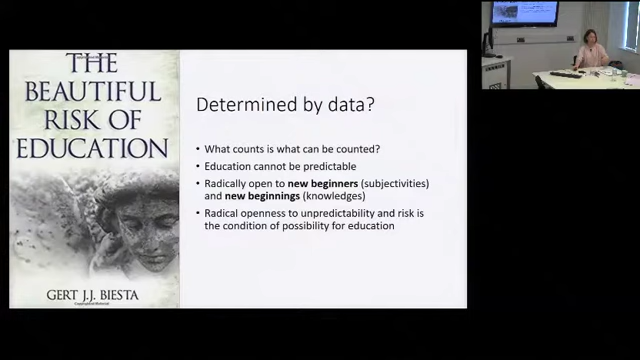 THE
BEAUTIFUL
RISK OF
EDUCATION
GERT J.J. BIESTA
Determined by data?
• What counts is what can be counted?
• Education cannot be predictable
• Radically open to new beginners (subjectivities)
and new beginnings (knowledges)
• Radical openness to unpredictability and risk is
the condition of possibility for education